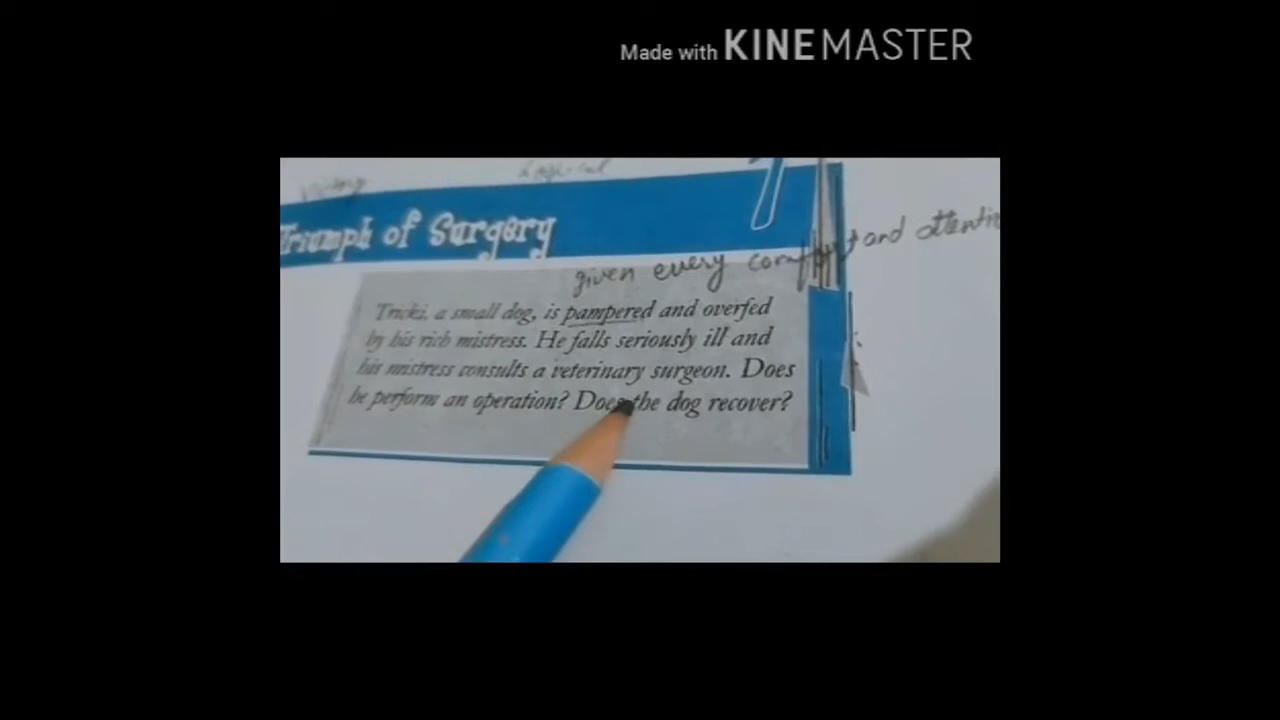 Made with KINEMASTER
Triumph of Surgery
given every comfort and attentio
Tricki, a small dog, is pampered and overfed
by his rich mistress. He falls seriously ill and
his mistress consults a veterinary surgeon. Does
he perform an operation? Does the dog recover?